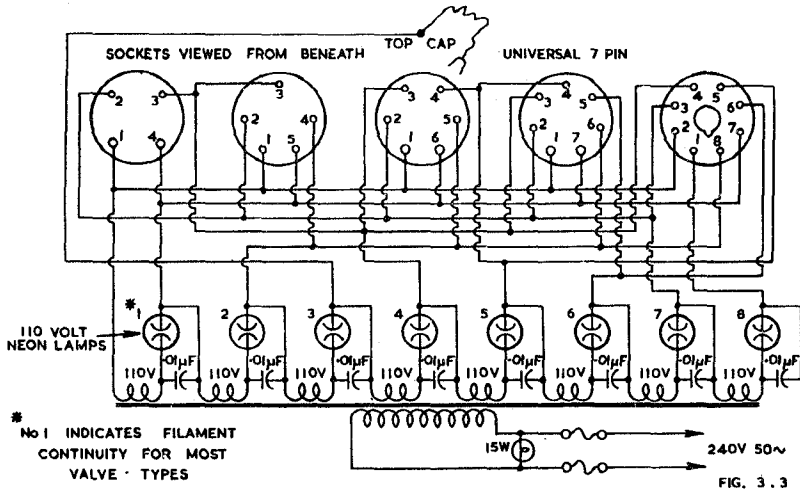 TOP CAP
SOCKETS VIEWED FROM BENEATH
UNIVERSAL 7 PIN
2 3 1 4
3 2 4 1 5
3 4 2 5 1 6
4 3 5 2 6 1 7
4 5 3 6 2 7 1 8
* 1 2 3 4 5 6 7 8
110 VOLT
NEON LAMPS
110V ·01µF 110V ·01µF 110V ·01µF 110V ·01µF 110V ·01µF 110V ·01µF 110V ·01µF 110V ·01µF
*
No 1 INDICATES FILAMENT
CONTINUITY FOR MOST
VALVE · TYPES
15W
P
240V 50~
FIG. 3.3